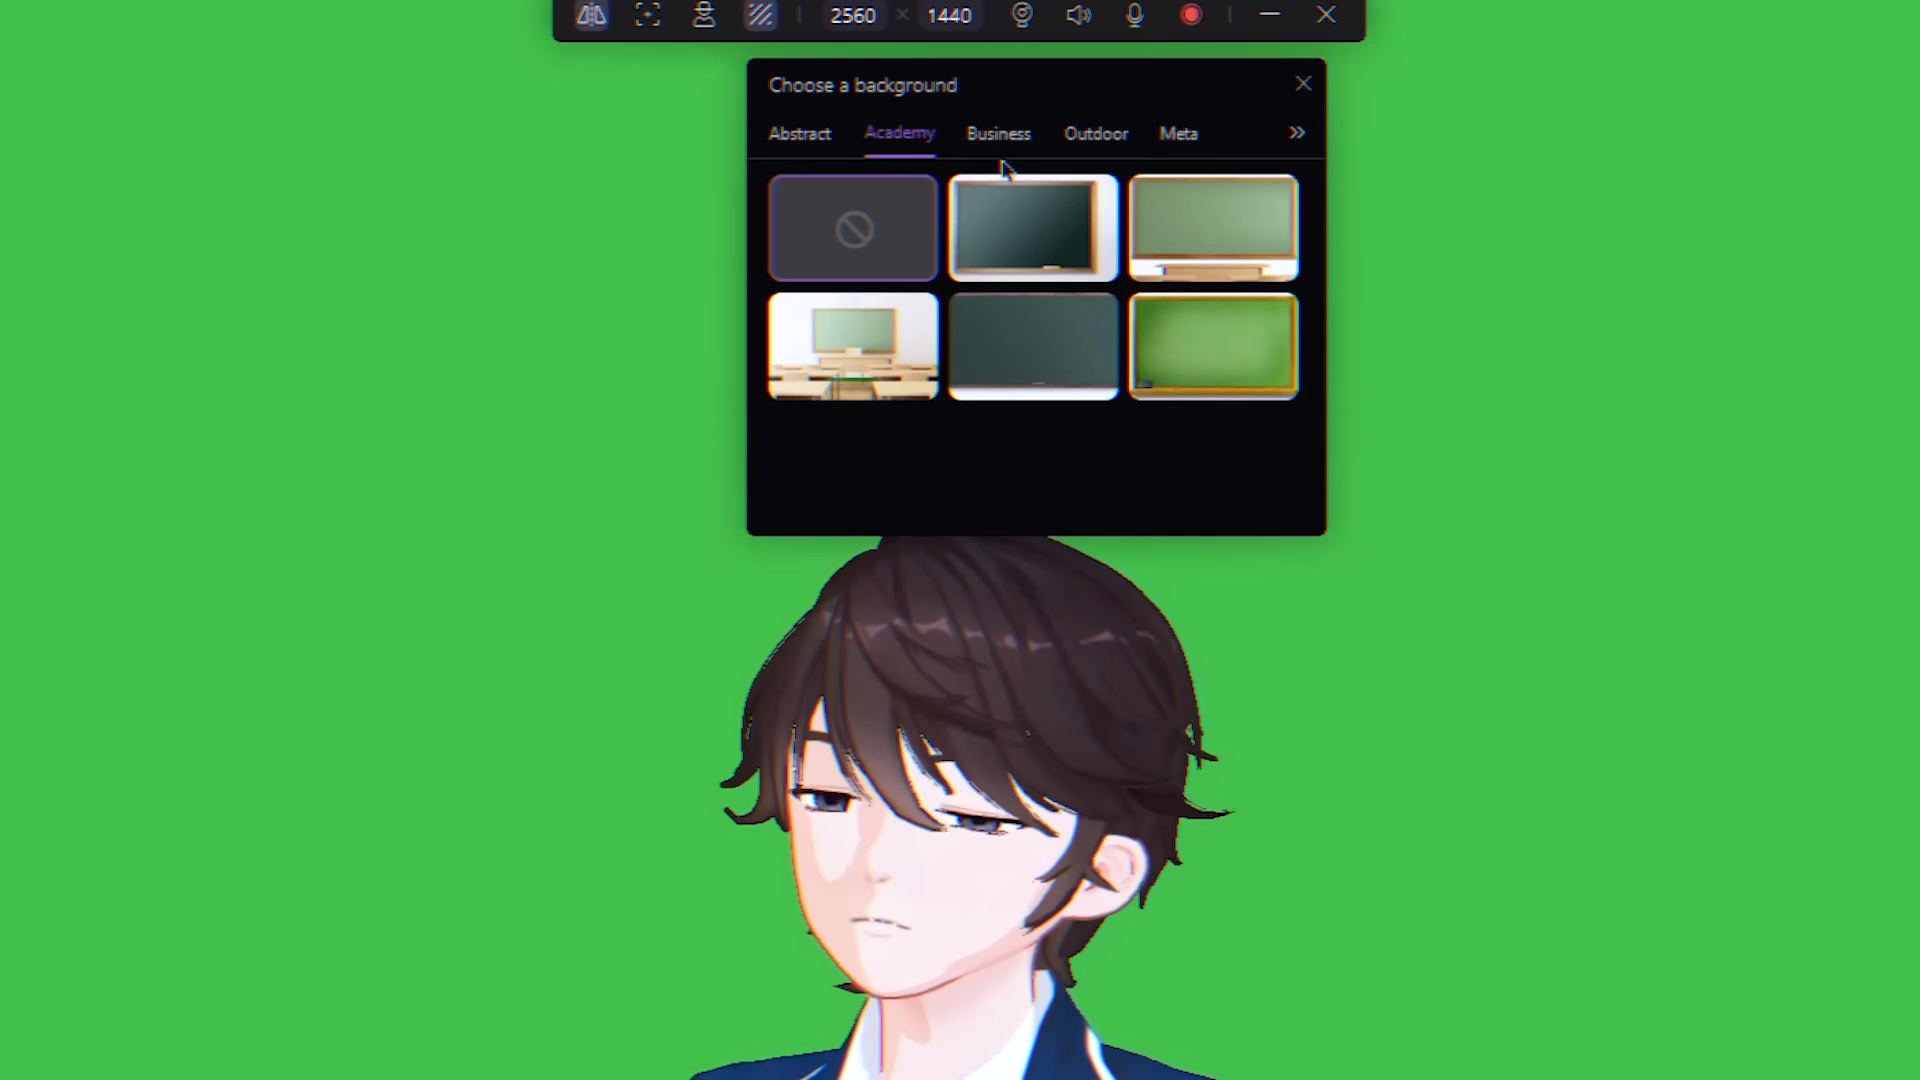 2560 × 1440
Choose a background
Abstract Academy Business Outdoor Meta »